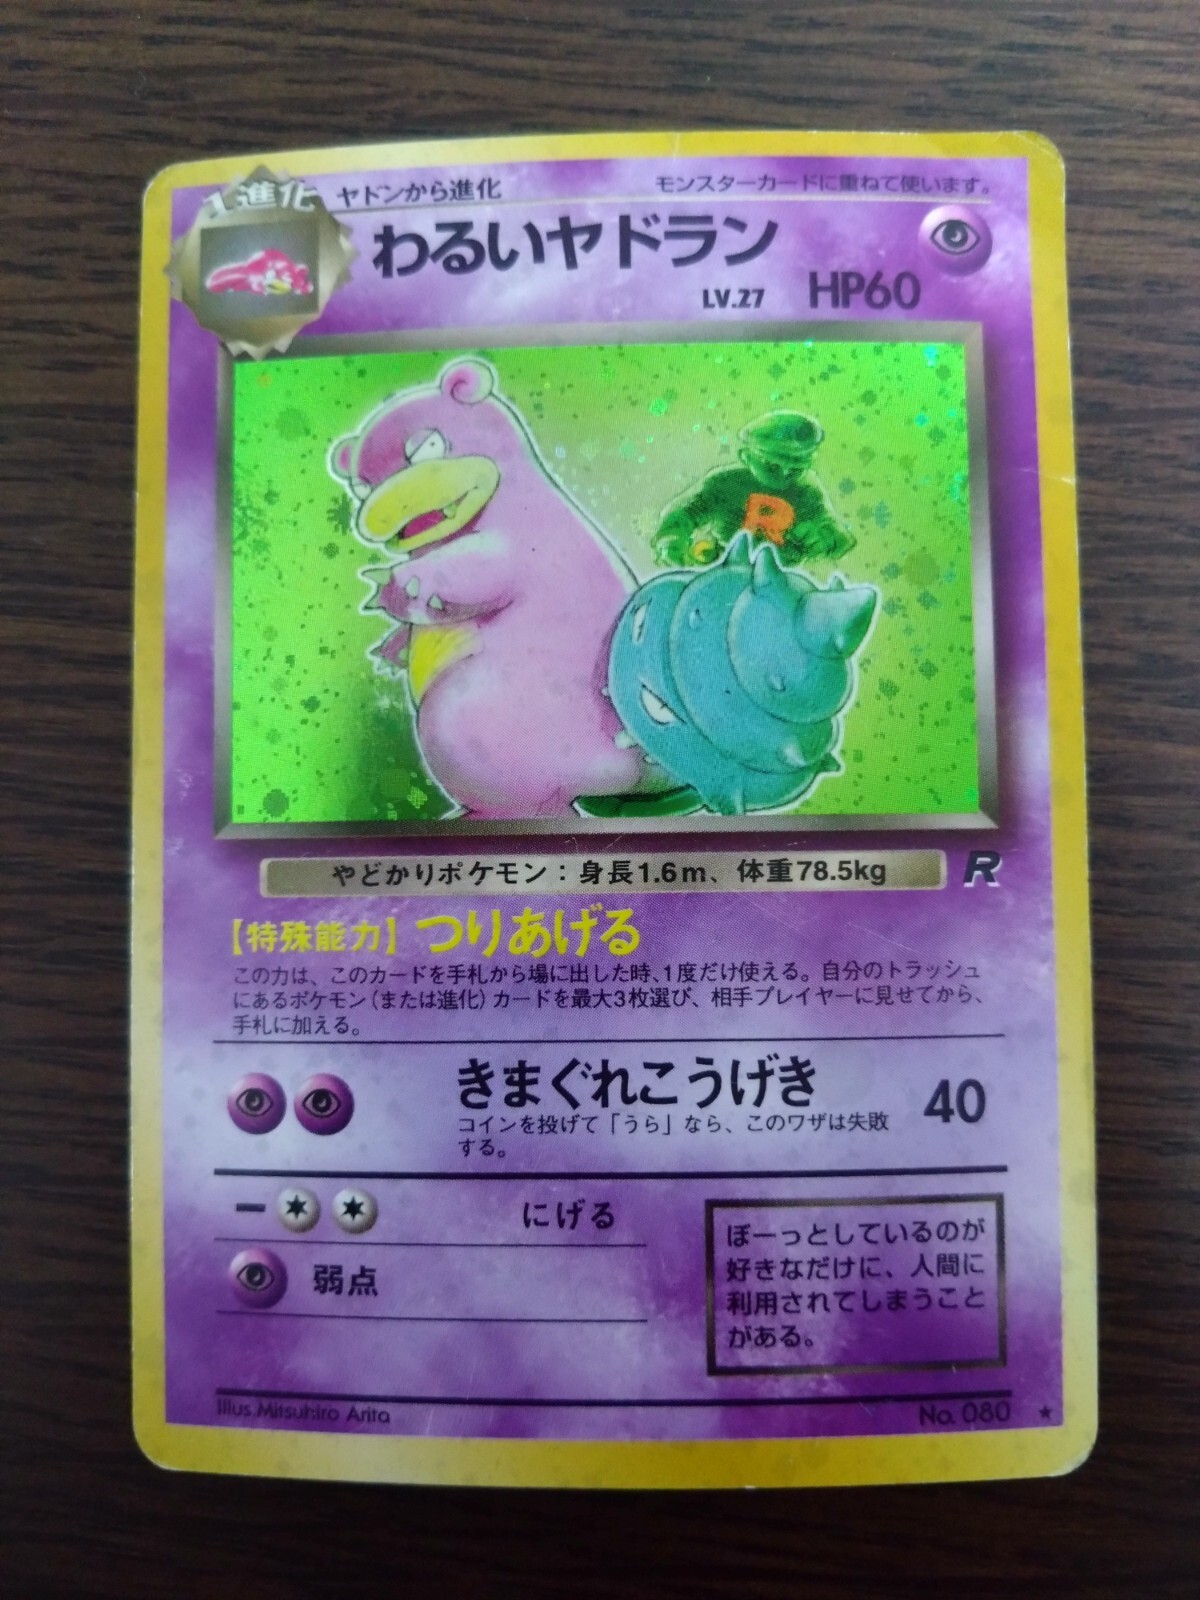 1進化
ヤドンから進化
モンスターカードに重ねて使います。
わるいヤドラン
LV.27 HP60
R
やどかりポケモン：身長1.6m、体重78.5kg
R
【特殊能力】つりあげる
この力は、このカードを手札から場に出した時、1度だけ使える。自分のトラッシュ
にあるポケモン（または進化）カードを最大3枚選び、相手プレイヤーに見せてから、
手札に加える。
きまぐれこうげき 40
コインを投げて「うら」なら、このワザは失敗
する。
にげる
弱点
ぼーっとしているのが
好きなだけに、人間に
利用されてしまうこと
がある。
Illus.Mitsuhiro Arita
No. 080 ★